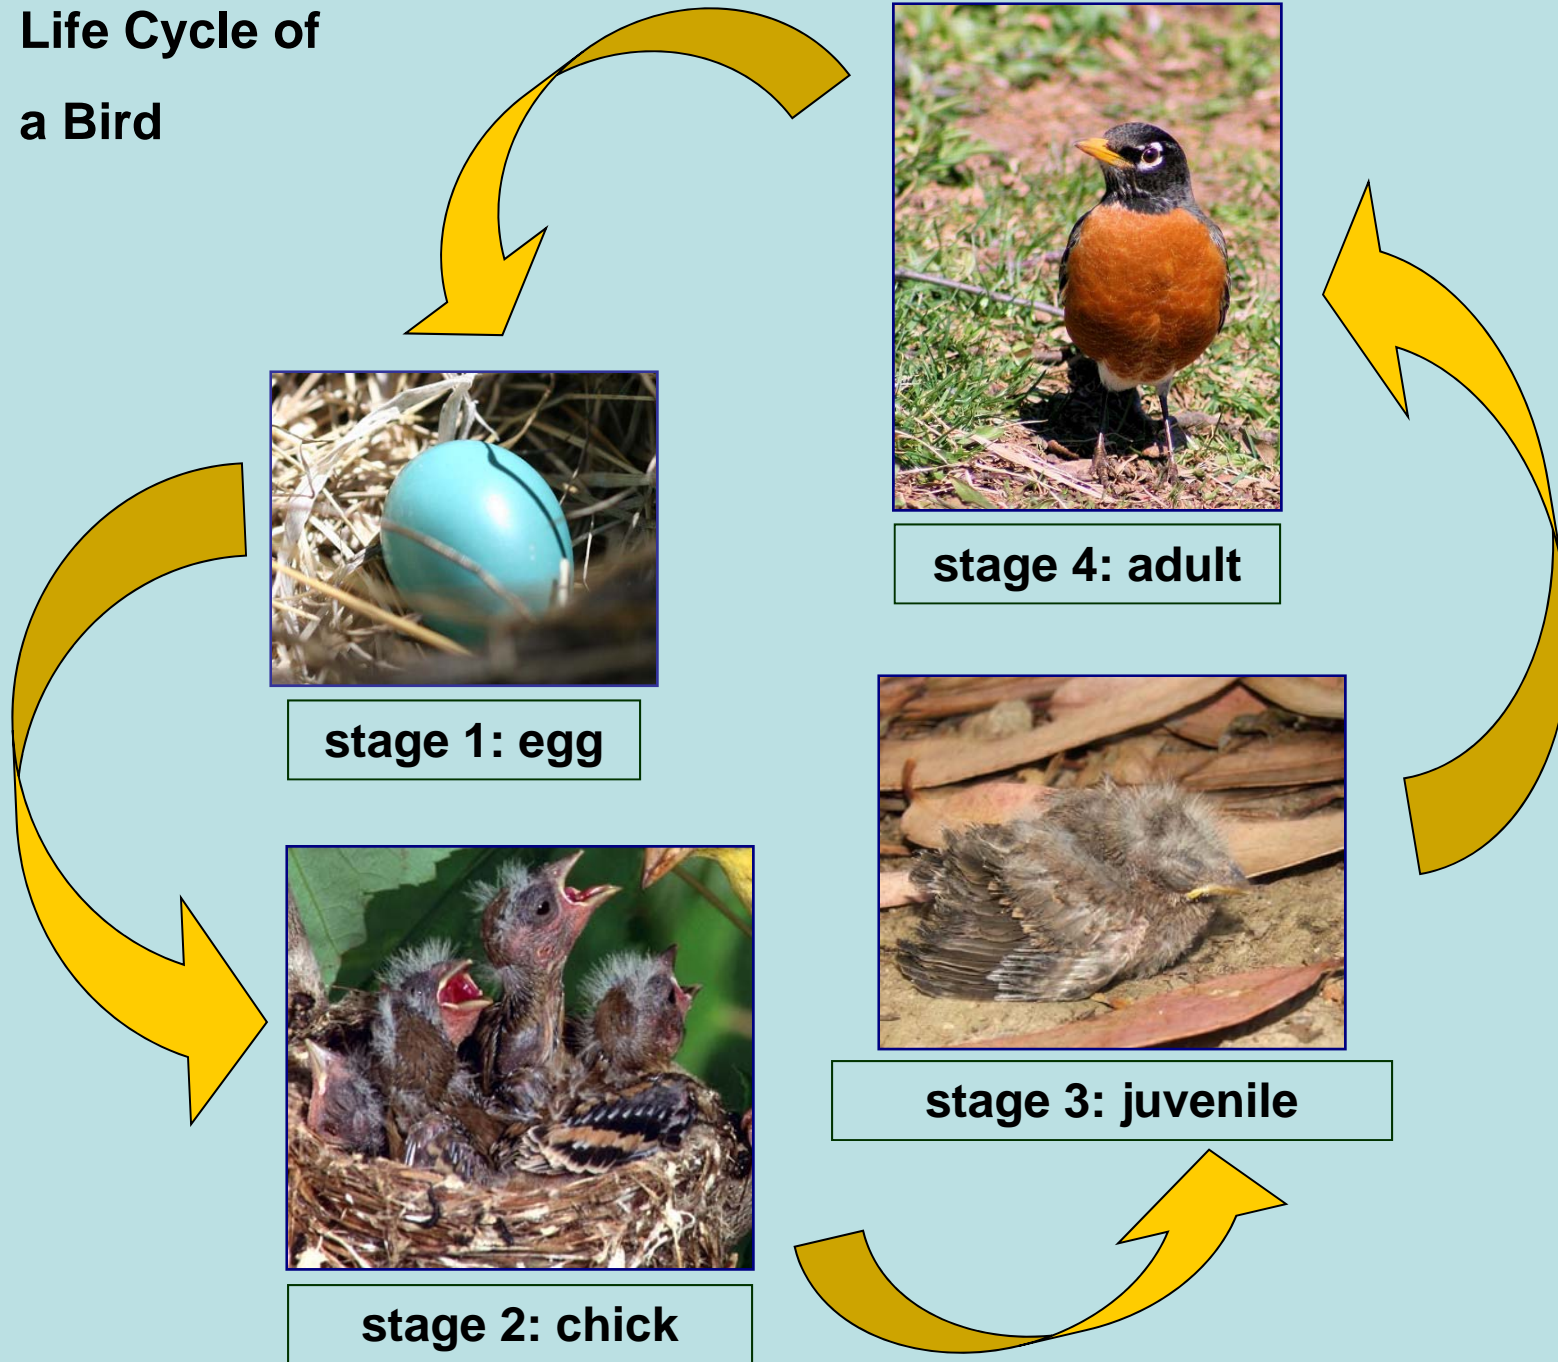 Life Cycle of
a Bird
stage 1: egg
stage 2: chick
stage 3: juvenile
stage 4: adult